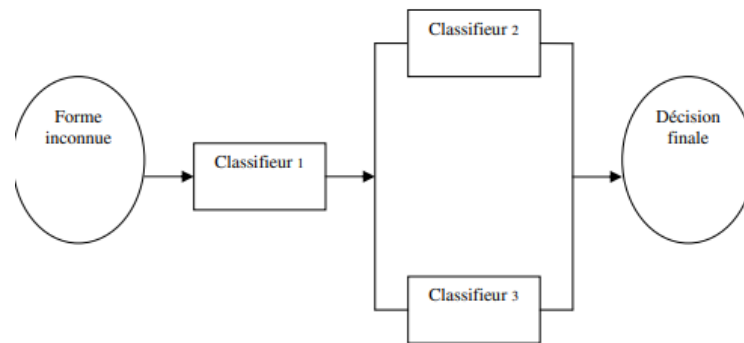 Forme
inconnue
Classifieur 1
Classifieur 2
Classifieur 3
Décision
finale